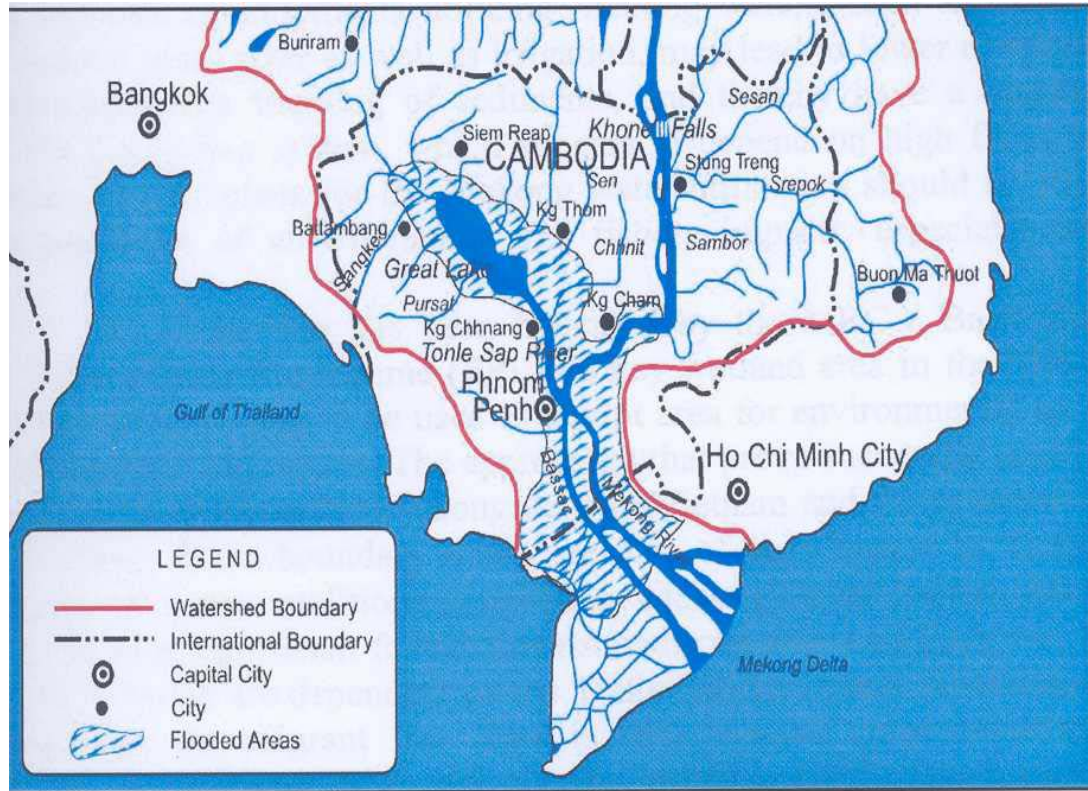 Buriram
Bangkok
Sesan
Siem Reap
Khone Falls
CAMBODIA
Stung Treng
Sen
Srepok
Kg Thom
Battambang
Chhnit
Sambor
Sangker
Great Lake
Buon Ma Thuot
Pursat
Kg Cham
Kg Chhnang
Tonle Sap River
Phnom
Penh
Gulf of Thailand
Ho Chi Minh City
Bassac
Mekong River
Mekong Delta
LEGEND
Watershed Boundary
International Boundary
Capital City
City
Flooded Areas